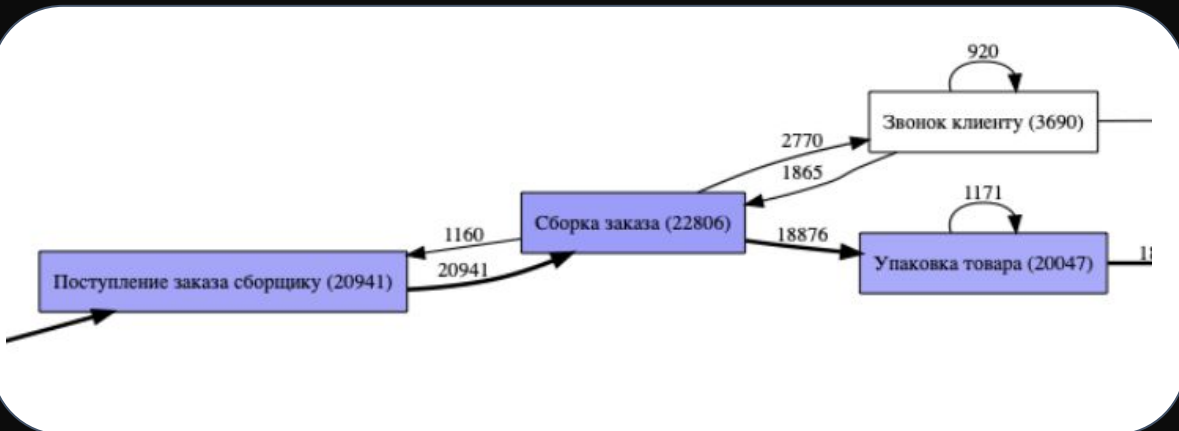 920
Звонок клиенту (3690)
2770
1865
1171
Сборка заказа (22806)
18876
1160
Упаковка товара (20047)
20941
Поступление заказа сборщику (20941)